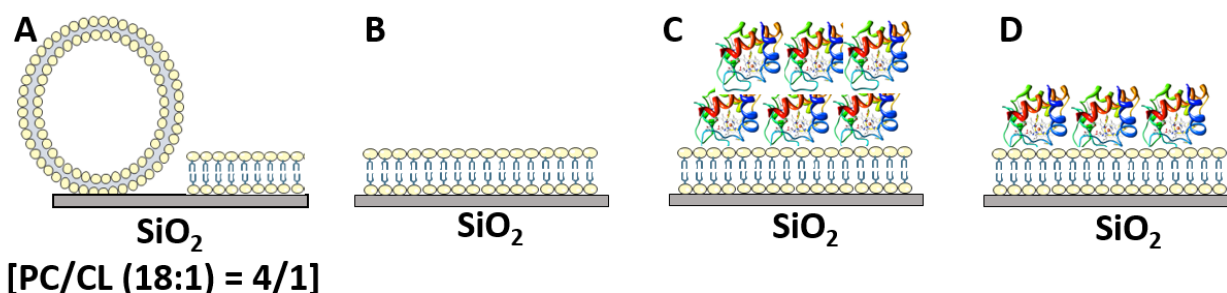 A B C D
SiO2 SiO2 SiO2 SiO2
[PC/CL (18:1) = 4/1]